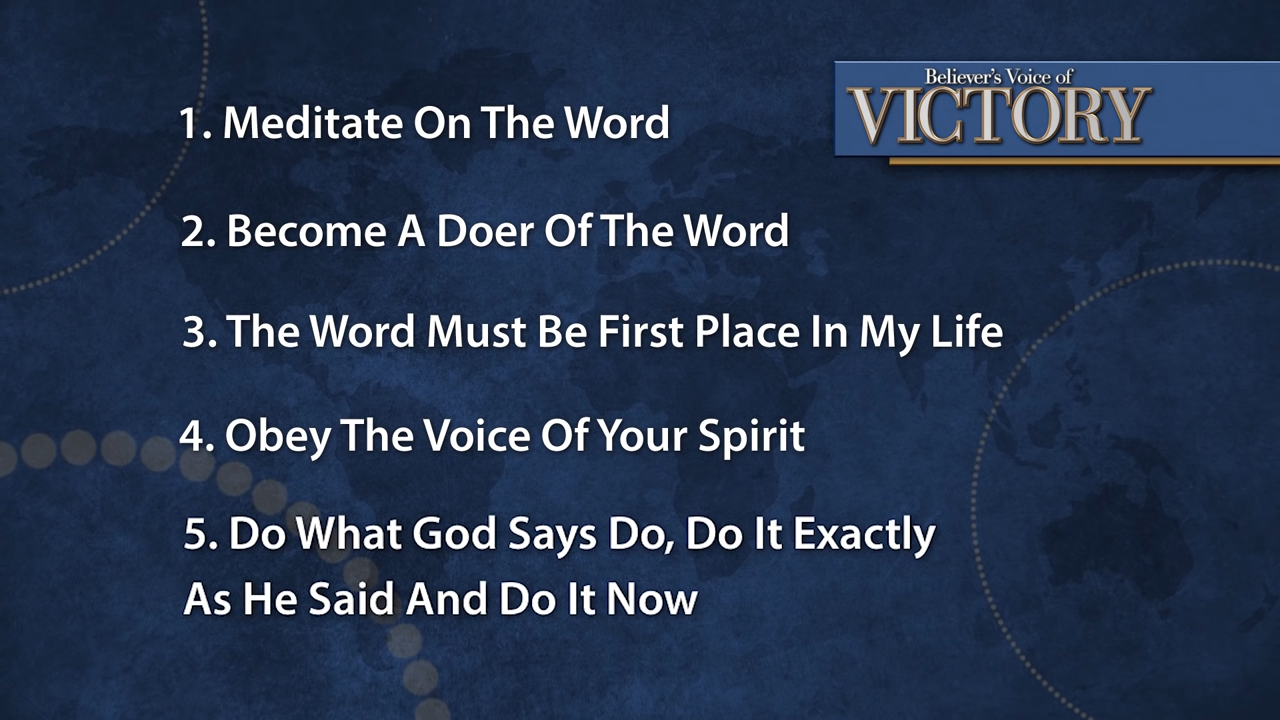 Believer's Voice of
VICTORY
1. Meditate On The Word
2. Become A Doer Of The Word
3. The Word Must Be First Place In My Life
4. Obey The Voice Of Your Spirit
5. Do What God Says Do, Do It Exactly
As He Said And Do It Now